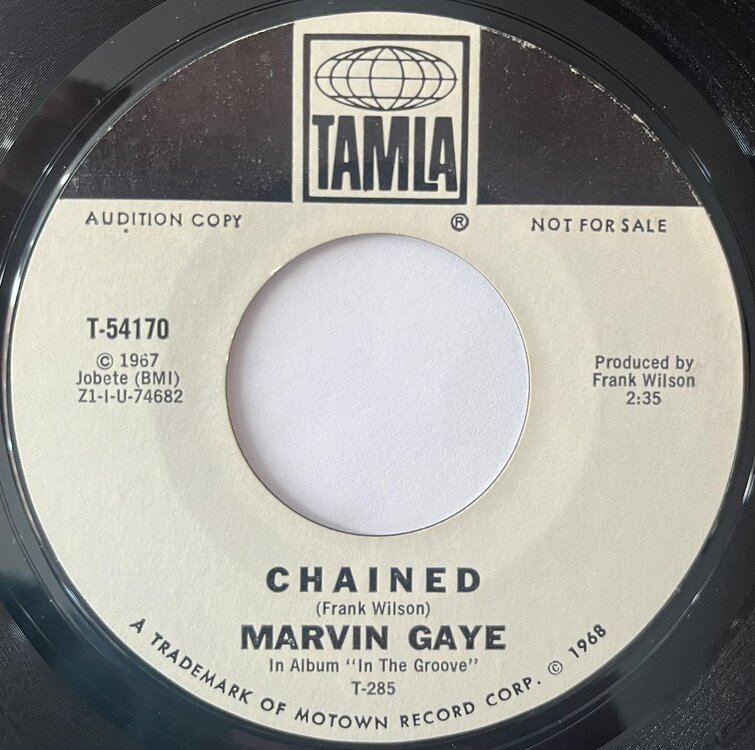 TAMLA
AUDITION COPY
®
NOT FOR SALE
T-54170
© 1967
Jobete (BMI)
Z1-I-U-74682
Produced by
Frank Wilson
2:35
CHAINED
(Frank Wilson)
MARVIN GAYE
In Album "In The Groove"
T-285
A TRADEMARK OF MOTOWN RECORD CORP. © 1968